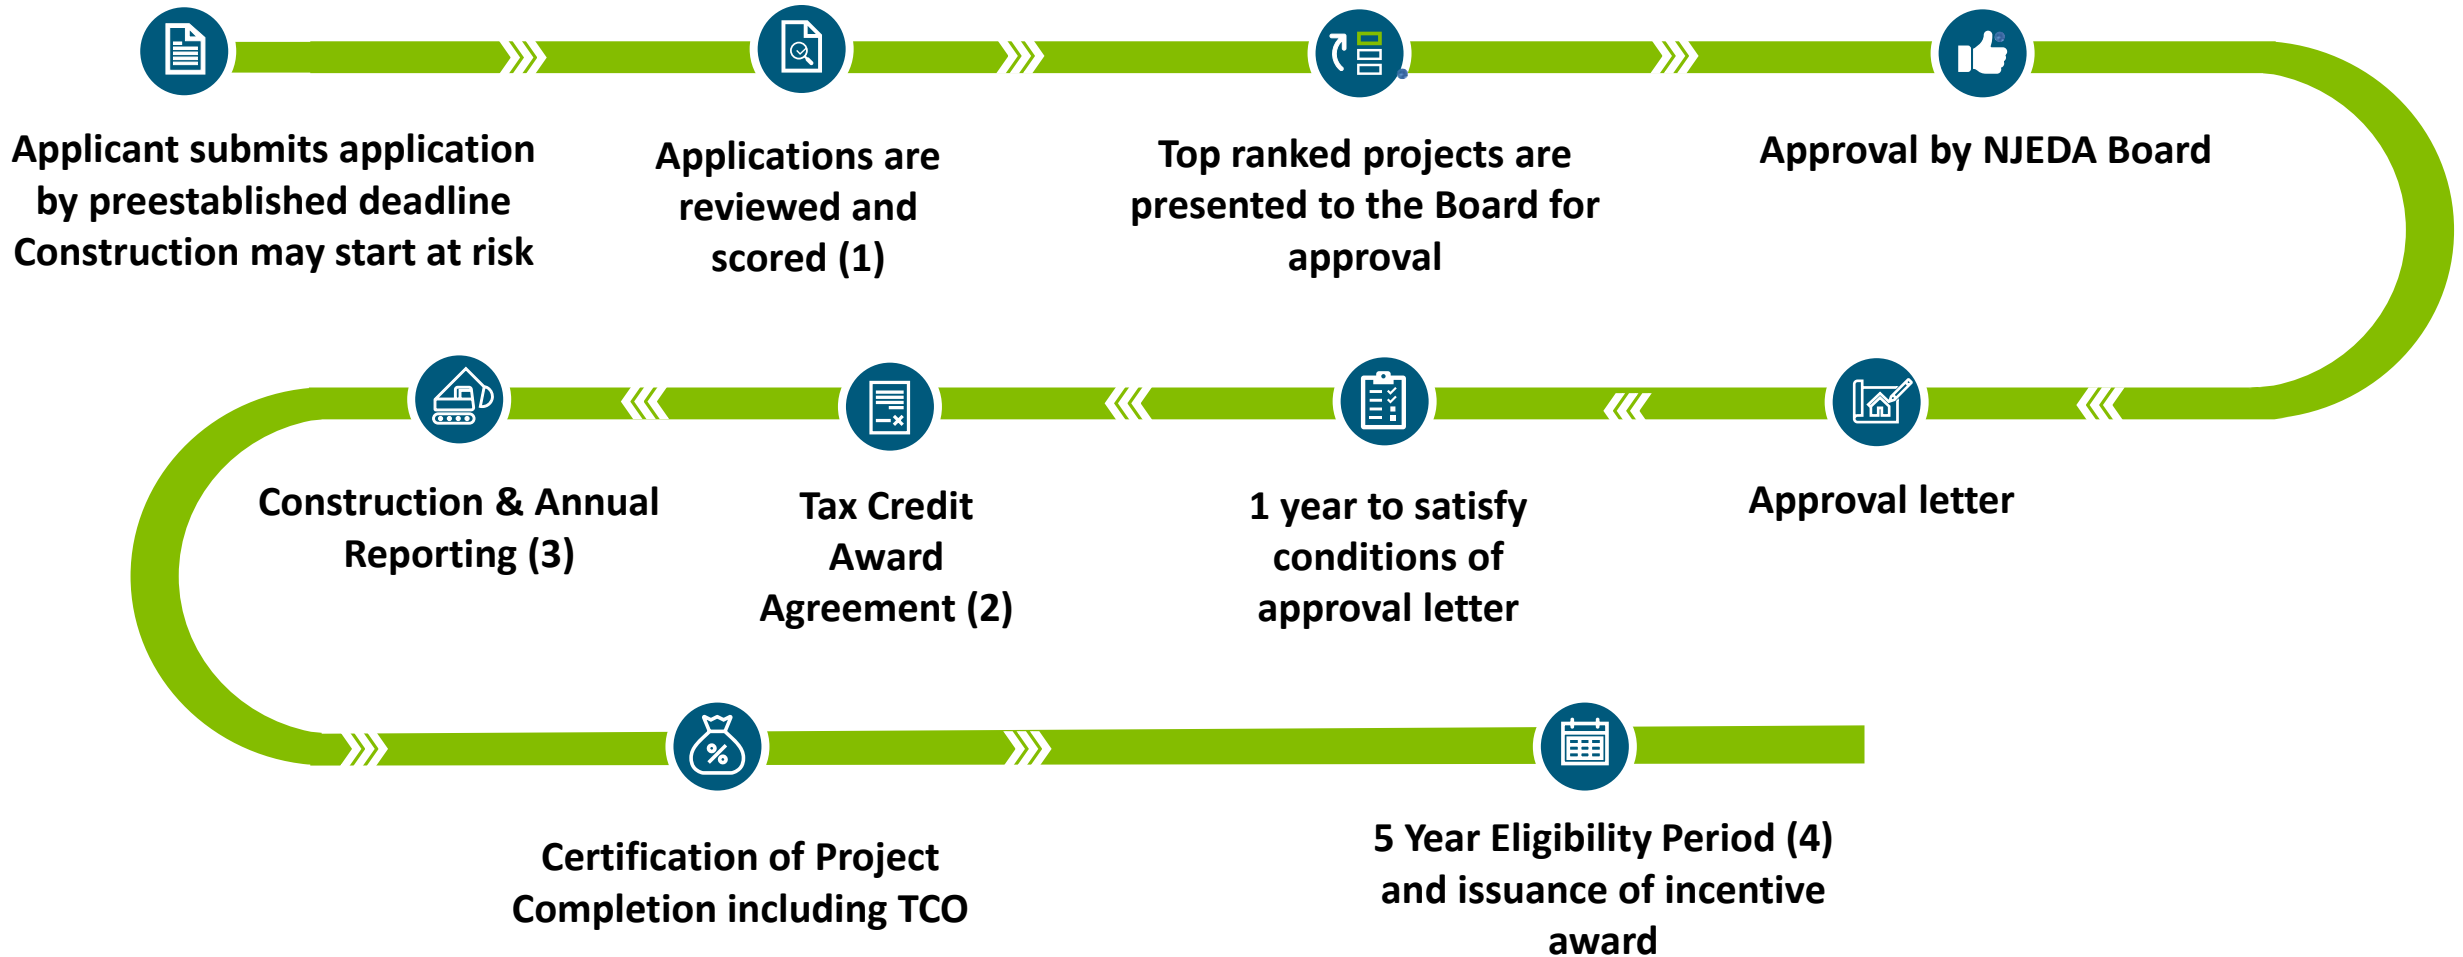 Applicant submits application
by preestablished deadline
Construction may start at risk
Applications are
reviewed and
scored (1)
Top ranked projects are
presented to the Board for
approval
Approval by NJEDA Board
Approval letter
1 year to satisfy
conditions of
approval letter
Tax Credit
Award
Agreement (2)
Construction & Annual
Reporting (3)
Certification of Project
Completion including TCO
5 Year Eligibility Period (4)
and issuance of incentive
award